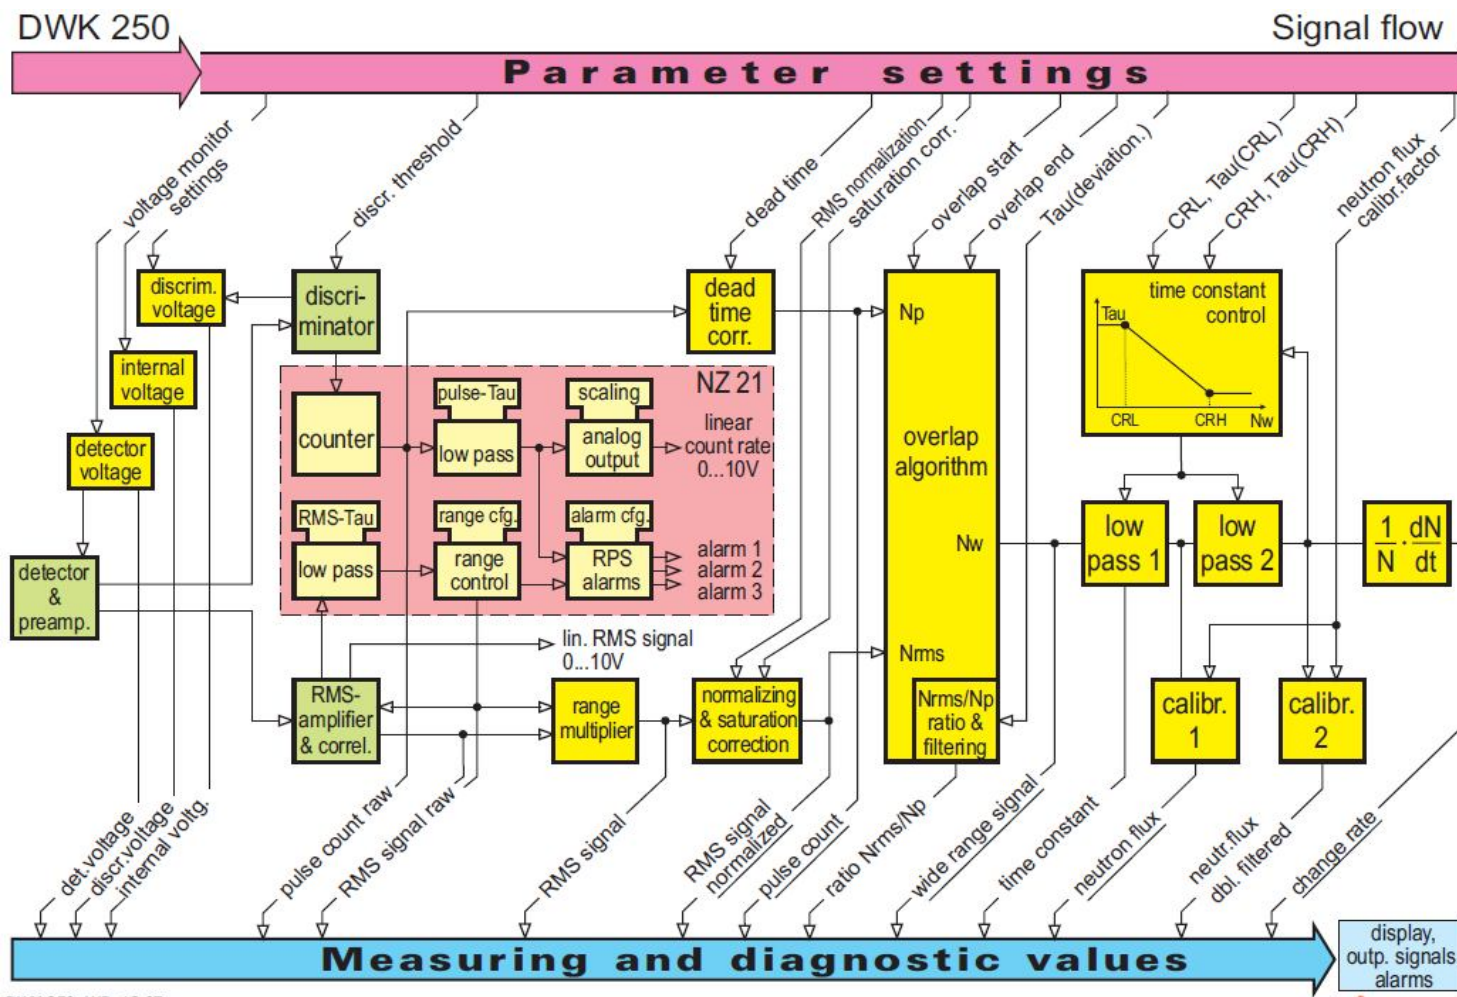 DWK 250
Signal flow
Parameter settings
voltage monitor
settings
discr. threshold
dead time
RMS normalization
saturation corr.
overlap start
overlap end
Tau(deviation.)
CRL, Tau(CRL)
CRH, Tau(CRH)
neutron flux
calibr.factor
discrim.
voltage
discri-
minator
dead
time
corr.
Np
time constant
control
Tau
CRL
CRH
Nw
internal
voltage
detector
voltage
NZ 21
counter
pulse-Tau
low pass
scaling
analog
output
linear
count rate
0...10V
overlap
algorithm
RMS-Tau
low pass
range cfg.
range
control
alarm cfg.
RPS
alarms
alarm 1
alarm 2
alarm 3
Nw
low
pass 1
low
pass 2
1
N
·
dN
dt
detector
&
preamp.
lin. RMS signal
0...10V
Nrms
RMS-
amplifier
& correl.
range
multiplier
normalizing
& saturation
correction
Nrms/Np
ratio &
filtering
calibr.
1
calibr.
2
det.voltage
discr.voltage
internal voltg.
pulse count raw
RMS signal raw
RMS signal
RMS signal
normalized
pulse count
ratio Nrms/Np
wide range signal
time constant
neutron flux
neutr.flux
dbl. filtered
change rate
Measuring and diagnostic values
display,
outp. signals
alarms